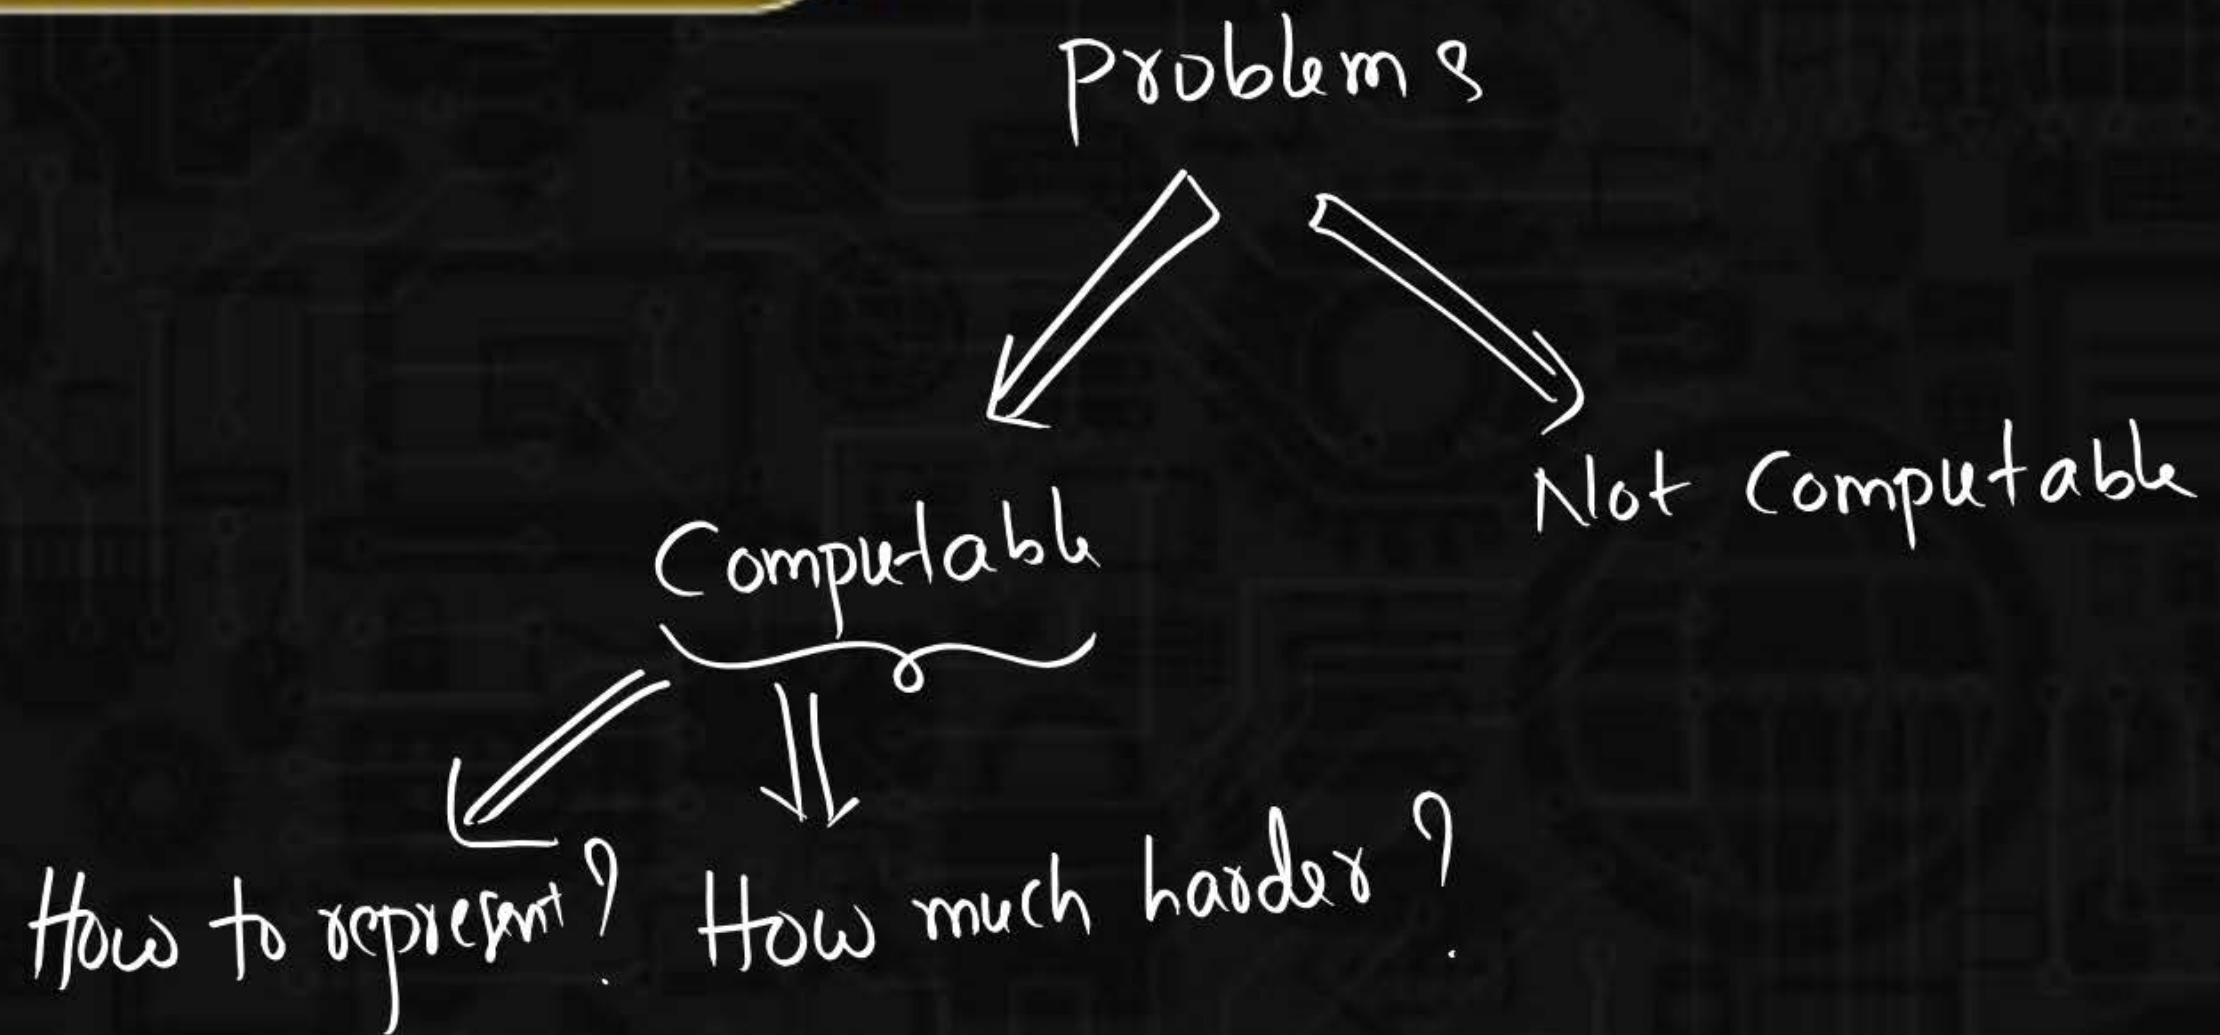 Problems
Not Computable
Computable
How to represent? How much harder?